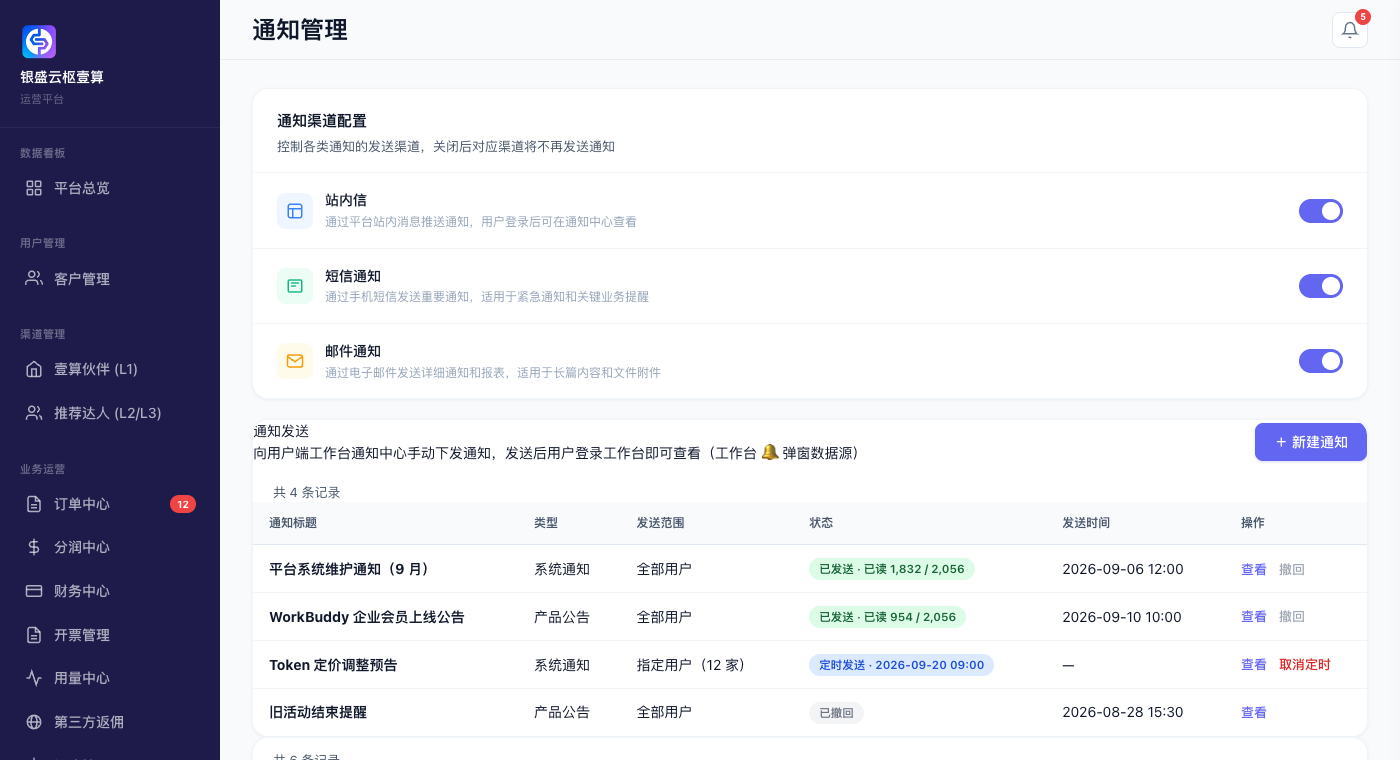 银盛云枢壹算
运营平台
数据看板
平台总览
用户管理
客户管理
渠道管理
壹算伙伴 (L1)
推荐达人 (L2/L3)
业务运营
订单中心 12
分润中心
财务中心
开票管理
用量中心
第三方返佣
通知管理
5
通知渠道配置
控制各类通知的发送渠道，关闭后对应渠道将不再发送通知
站内信
通过平台站内消息推送通知，用户登录后可在通知中心查看
短信通知
通过手机短信发送重要通知，适用于紧急通知和关键业务提醒
邮件通知
通过电子邮件发送详细通知和报表，适用于长篇内容和文件附件
通知发送
向用户端工作台通知中心手动下发通知，发送后用户登录工作台即可查看（工作台 🔔 弹窗数据源）
+ 新建通知
共 4 条记录
通知标题 类型 发送范围 状态 发送时间 操作
平台系统维护通知（9 月） 系统通知 全部用户 已发送 · 已读 1,832 / 2,056 2026-09-06 12:00 查看 撤回
WorkBuddy 企业会员上线公告 产品公告 全部用户 已发送 · 已读 954 / 2,056 2026-09-10 10:00 查看 撤回
Token 定价调整预告 系统通知 指定用户（12 家） 定时发送 · 2026-09-20 09:00 — 查看 取消定时
旧活动结束提醒 产品公告 全部用户 已撤回 2026-08-28 15:30 查看
共 6 条记录